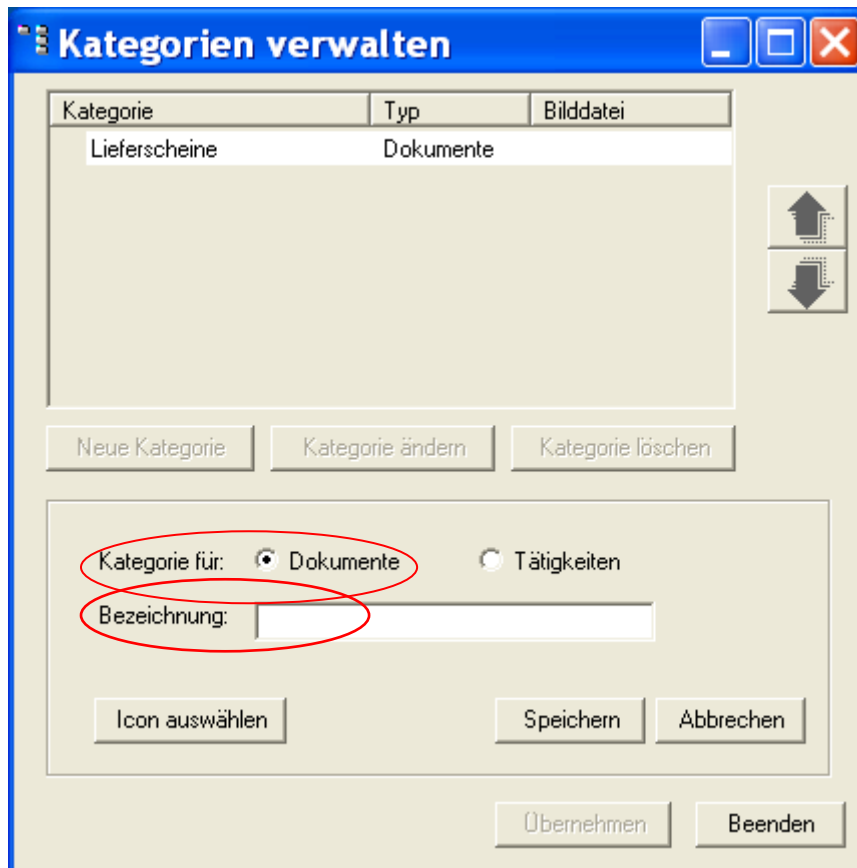 Kategorien verwalten
Kategorie Typ Bilddatei
Lieferscheine Dokumente
Neue Kategorie Kategorie ändern Kategorie löschen
Kategorie für: Dokumente Tätigkeiten
Bezeichnung:
Icon auswählen Speichern Abbrechen
Übernehmen Beenden